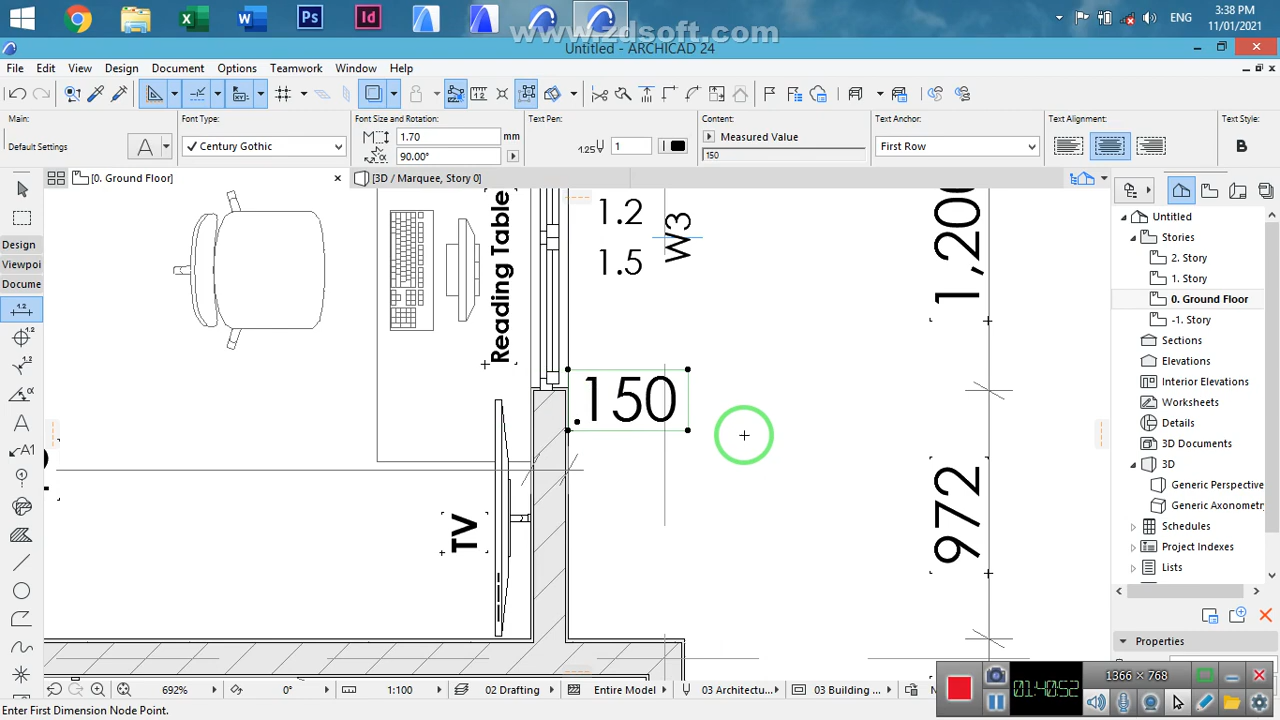 www.zdsoft.com
ENG
3:38 PM
11/01/2021
Untitled - ARCHICAD 24
File Edit View Design Document Options Teamwork Window Help
Main:
Default Settings
Font Type:
Century Gothic
Font Size and Rotation:
1.70 mm
90.00°
Text Pen:
1.25 1
Content:
Measured Value
150
Text Anchor:
First Row
Text Alignment:
Text Style:
B
[0. Ground Floor]
[3D / Marquee, Story 0]
Design
Viewpoi
Docume
Reading Table
1.2
1.5
W3
1,200
.150
TV
972
Untitled
Stories
2. Story
1. Story
0. Ground Floor
-1. Story
Sections
Elevations
Interior Elevations
Worksheets
Details
3D Documents
3D
Generic Perspective
Generic Axonometr
Schedules
Project Indexes
Lists
Properties
692%
0°
1:100
02 Drafting
Entire Model
03 Architectu...
03 Building ...
Enter First Dimension Node Point.
1366 × 768
01:40:52